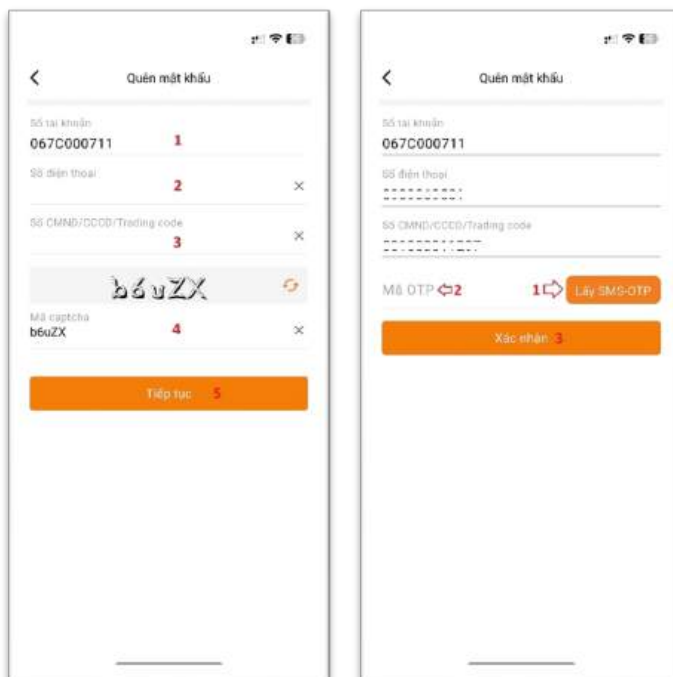 Quên mật khẩu
Số tài khoản
067C000711
1
Số điện thoại
2
Số CMND/CCCD/Trading code
3
b6uZX
Mã captcha
b6uZX
4
Tiếp tục 5
Quên mật khẩu
Số tài khoản
067C000711
Số điện thoại
Số CMND/CCCD/Trading code
Mã OTP 2 1 Lấy SMS-OTP
Xác nhận 3